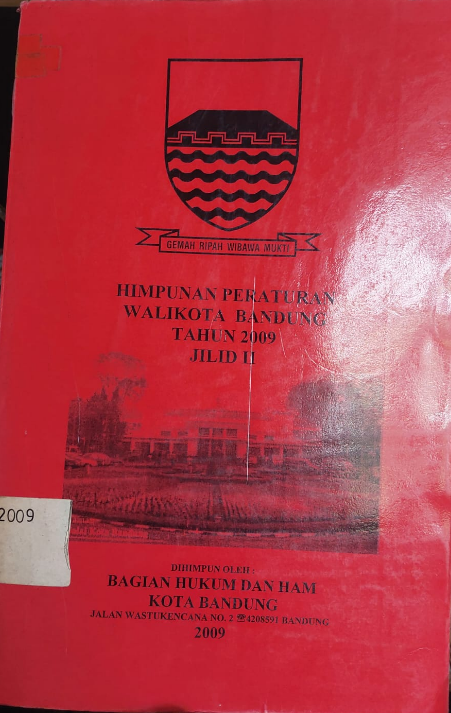 GEMAH RIPAH WIBAWA MUKTI
HIMPUNAN PERATURAN
WALIKOTA BANDUNG
TAHUN 2009
JILID II
2009
DIHIMPUN OLEH :
BAGIAN HUKUM DAN HAM
KOTA BANDUNG
JALAN WASTUKENCANA NO. 2 ☎4208591 BANDUNG
2009